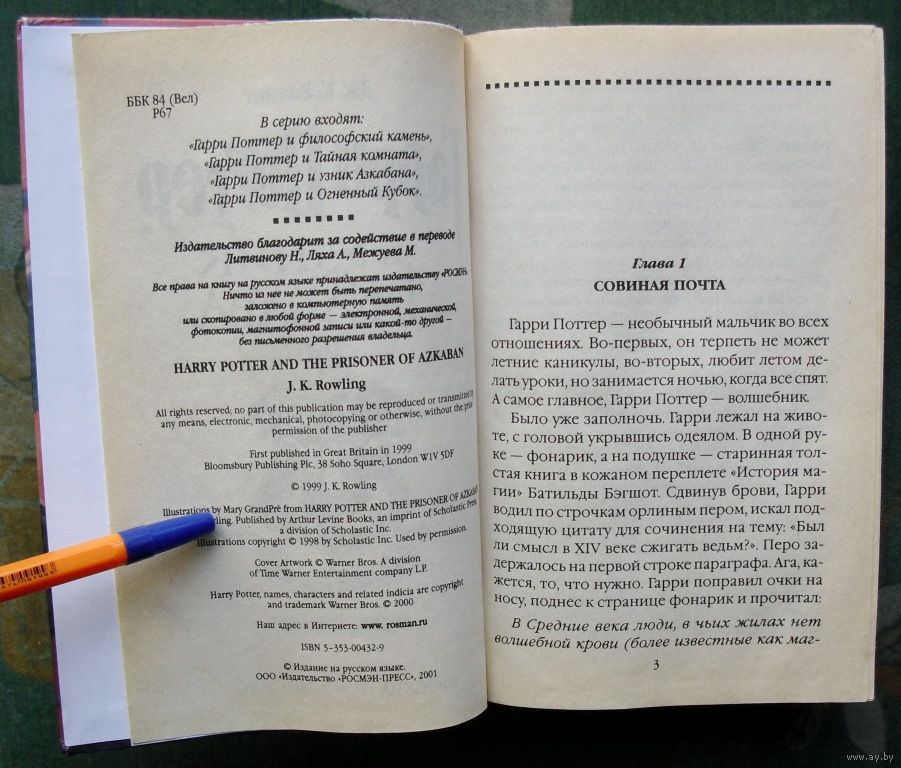 ББК 84 (Вел)
Р67
В серию входят:
«Гарри Поттер и философский камень»,
«Гарри Поттер и Тайная комната»,
«Гарри Поттер и узник Азкабана»,
«Гарри Поттер и Огненный Кубок».
Издательство благодарит за содействие в переводе
Литвинову Н., Ляха А., Межуева М.
Все права на книгу на русском языке принадлежат издательству «РОСМЭН».
Ничто из нее не может быть перепечатано,
заложено в компьютерную память
или скопировано в любой форме — электронной, механической,
фотокопии, магнитофонной записи или какой-то другой —
без письменного разрешения владельца.
HARRY POTTER AND THE PRISONER OF AZKABAN
J. K. Rowling
All rights reserved; no part of this publication may be reproduced or transmitted by
any means, electronic, mechanical, photocopying or otherwise, without the prior
permission of the publisher
First published in Great Britain in 1999
Bloomsbury Publishing Plc, 38 Soho Square, London W1V 5DF
© 1999 J. K. Rowling
Illustrations by Mary GrandPré from HARRY POTTER AND THE PRISONER OF AZKABAN
Published by Arthur Levine Books, an imprint of Scholastic Press
a division of Scholastic Inc.
Illustrations copyright © 1998 by Scholastic Inc. Used by permission.
Cover Artwork © Warner Bros. A division
of Time Warner Entertainment company L.P.
Harry Potter, names, characters and related indicia are copyright
and trademark Warner Bros. © 2000
Наш адрес в Интернете: www. rosman.ru
ISBN 5-353-00432-9
© Издание на русском языке.
ООО «Издательство «РОСМЭН-ПРЕСС», 2001
Глава 1
СОВИНАЯ ПОЧТА
Гарри Поттер — необычный мальчик во всех
отношениях. Во-первых, он терпеть не может
летние каникулы, во-вторых, любит летом де-
лать уроки, но занимается ночью, когда все спят.
А самое главное, Гарри Поттер — волшебник.
Было уже заполночь. Гарри лежал на живо-
те, с головой укрывшись одеялом. В одной ру-
ке — фонарик, а на подушке — старинная тол-
стая книга в кожаном переплете «История ма-
гии» Батильды Бэгшот. Сдвинув брови, Гарри
водил по строчкам орлиным пером, искал под-
ходящую цитату для сочинения на тему: «Был
ли смысл в XIV веке сжигать ведьм?». Перо за-
держалось на первой строке параграфа. Ага, ка-
жется, то, что нужно. Гарри поправил очки на
носу, поднес к странице фонарик и прочитал:
В Средние века люди, в чьих жилах нет
волшебной крови (более известные как маг-
3
www.ay.by